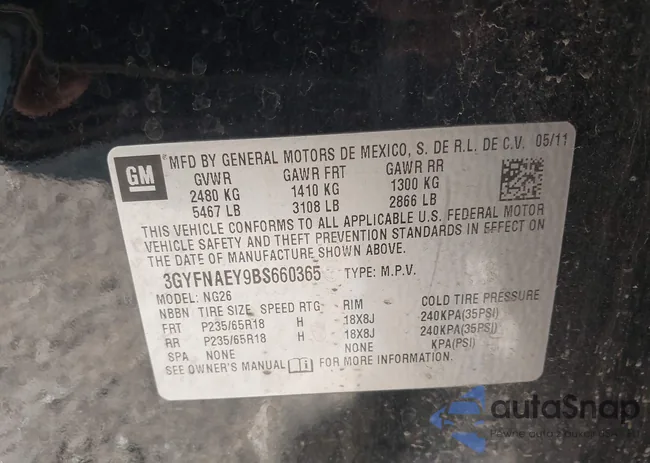 GM
MFD BY GENERAL MOTORS DE MEXICO, S. DE R.L. DE C.V. 05/11
GVWR GAWR FRT GAWR RR
2480 KG 1410 KG 1300 KG
5467 LB 3108 LB 2866 LB
THIS VEHICLE CONFORMS TO ALL APPLICABLE U.S. FEDERAL MOTOR
VEHICLE SAFETY AND THEFT PREVENTION STANDARDS IN EFFECT ON
THE DATE OF MANUFACTURE SHOWN ABOVE.
3GYFNAEY9BS660365 TYPE: M.P.V.
MODEL: NG26
NBBN TIRE SIZE SPEED RTG RIM COLD TIRE PRESSURE
FRT P235/65R18 H 18X8J 240KPA(35PSI)
RR P235/65R18 H 18X8J 240KPA(35PSI)
SPA NONE NONE KPA(PSI)
SEE OWNER'S MANUAL FOR MORE INFORMATION.
autaSnap
Pewne auto